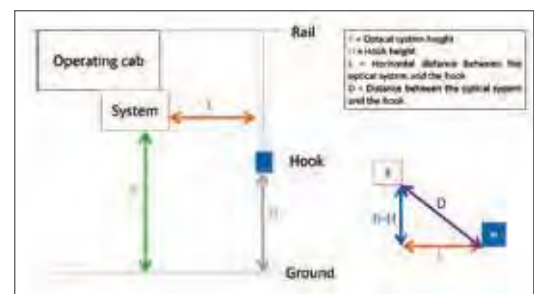 Rail
Operating cab
System
L
Hook
H
Ground
= Optical system height
H = Hook height
L = Horizontal distance between the
optical system and the hook
D = Distance between the optical system
and the hook
D
h-H
L
H